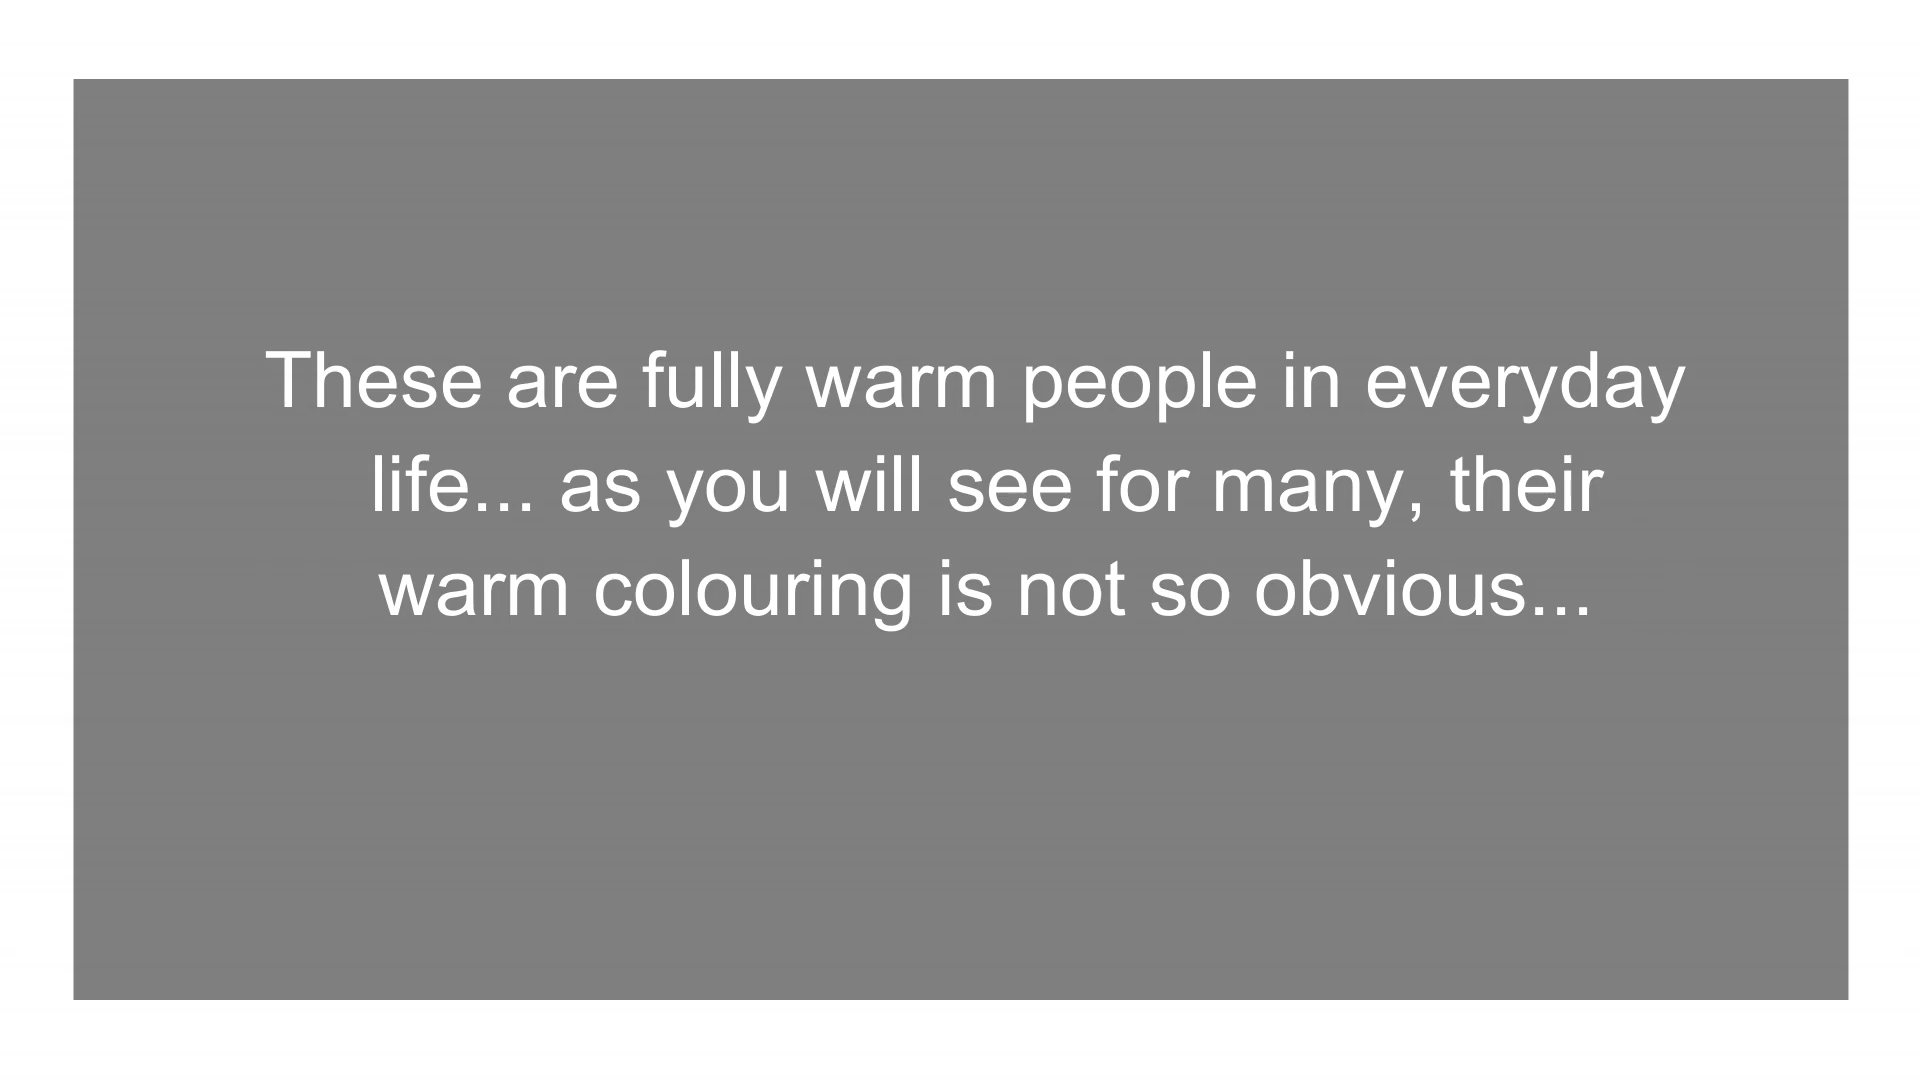 These are fully warm people in everyday
life... as you will see for many, their
warm colouring is not so obvious...